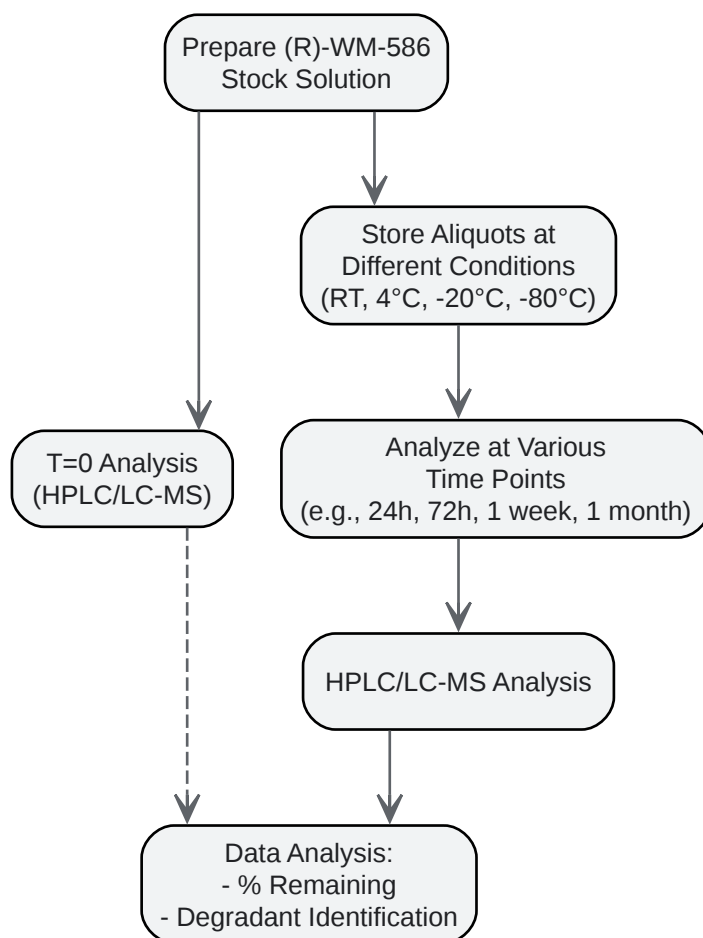 Prepare (R)-WM-586
Stock Solution
Store Aliquots at
Different Conditions
(RT, 4°C, -20°C, -80°C)
T=0 Analysis
(HPLC/LC-MS)
Analyze at Various
Time Points
(e.g., 24h, 72h, 1 week, 1 month)
HPLC/LC-MS Analysis
Data Analysis:
- % Remaining
- Degradant Identification